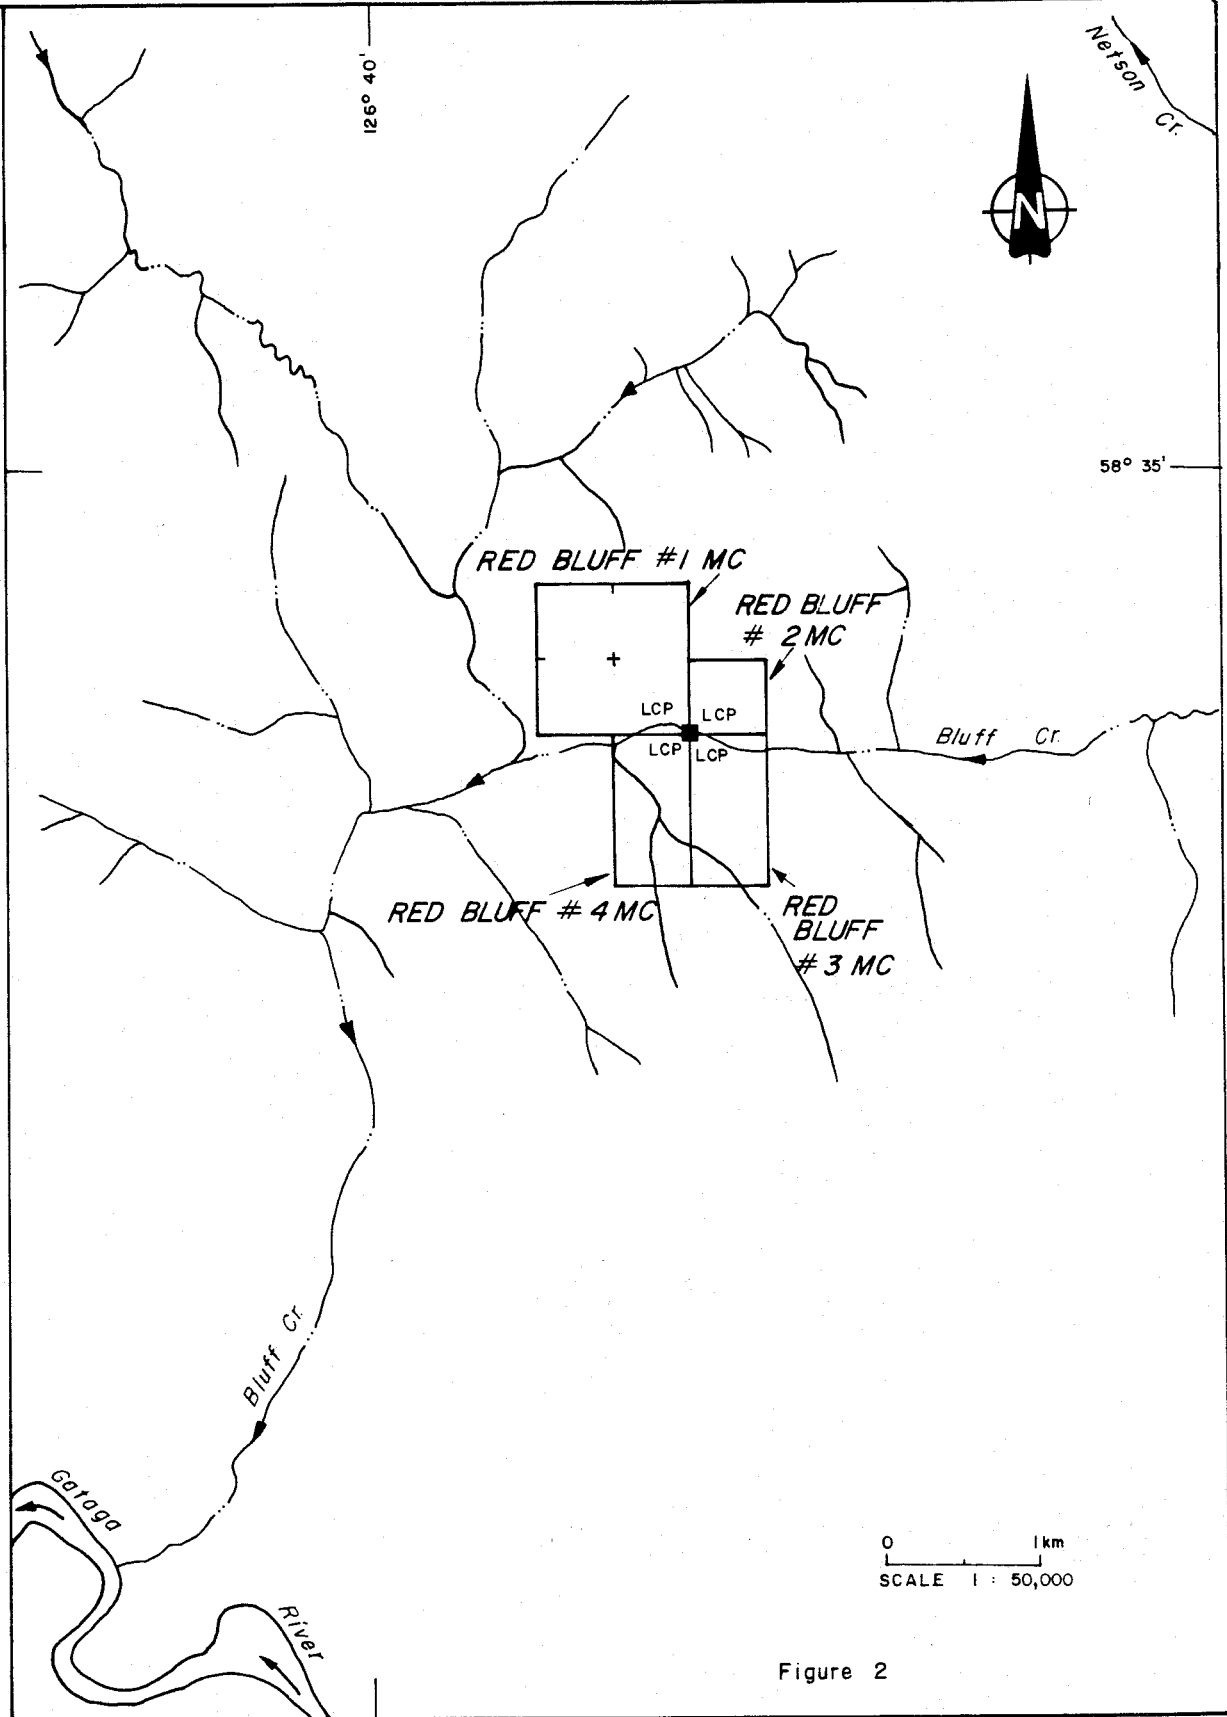 126° 40'
Netson Cr.
N
58° 35'
RED BLUFF #1 MC
RED BLUFF
# 2 MC
LCP LCP
LCP LCP
Bluff Cr.
RED BLUFF # 4 MC
RED
BLUFF
# 3 MC
Bluff Cr.
Gataga
River
0 1 km
SCALE 1 : 50,000
Figure 2